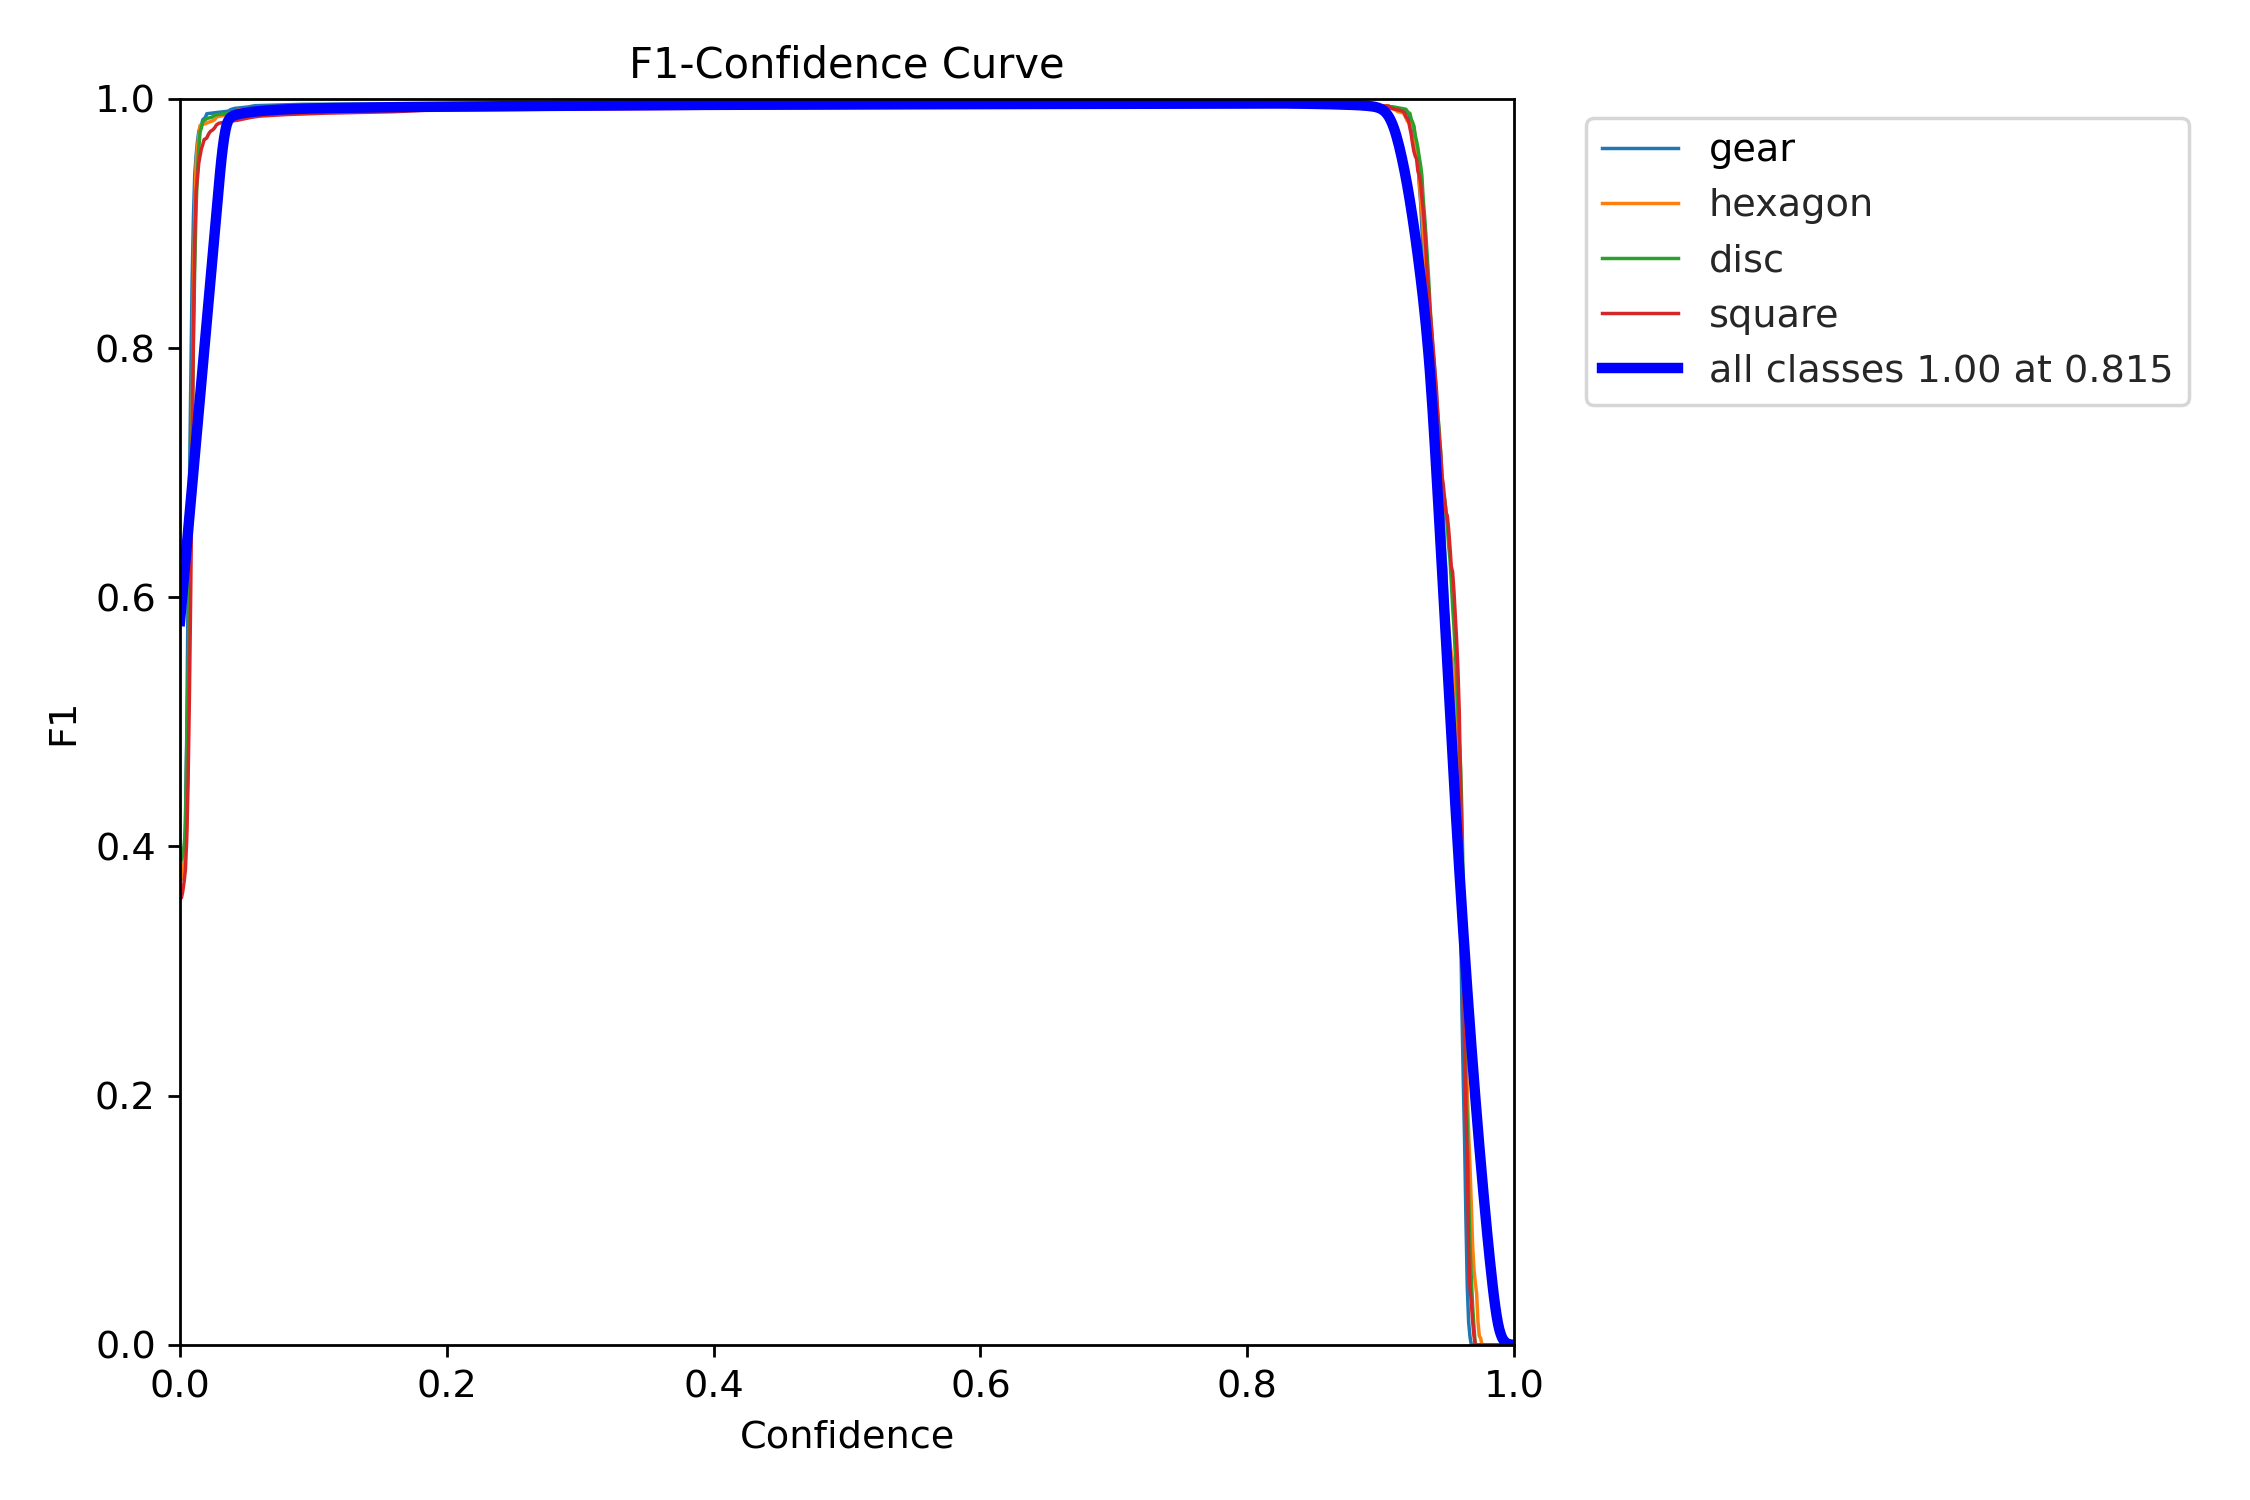 F1-Confidence Curve
1.0
0.8
0.6
0.4
0.2
0.0
F1
0.0 0.2 0.4 0.6 0.8 1.0
Confidence
gear
hexagon
disc
square
all classes 1.00 at 0.815